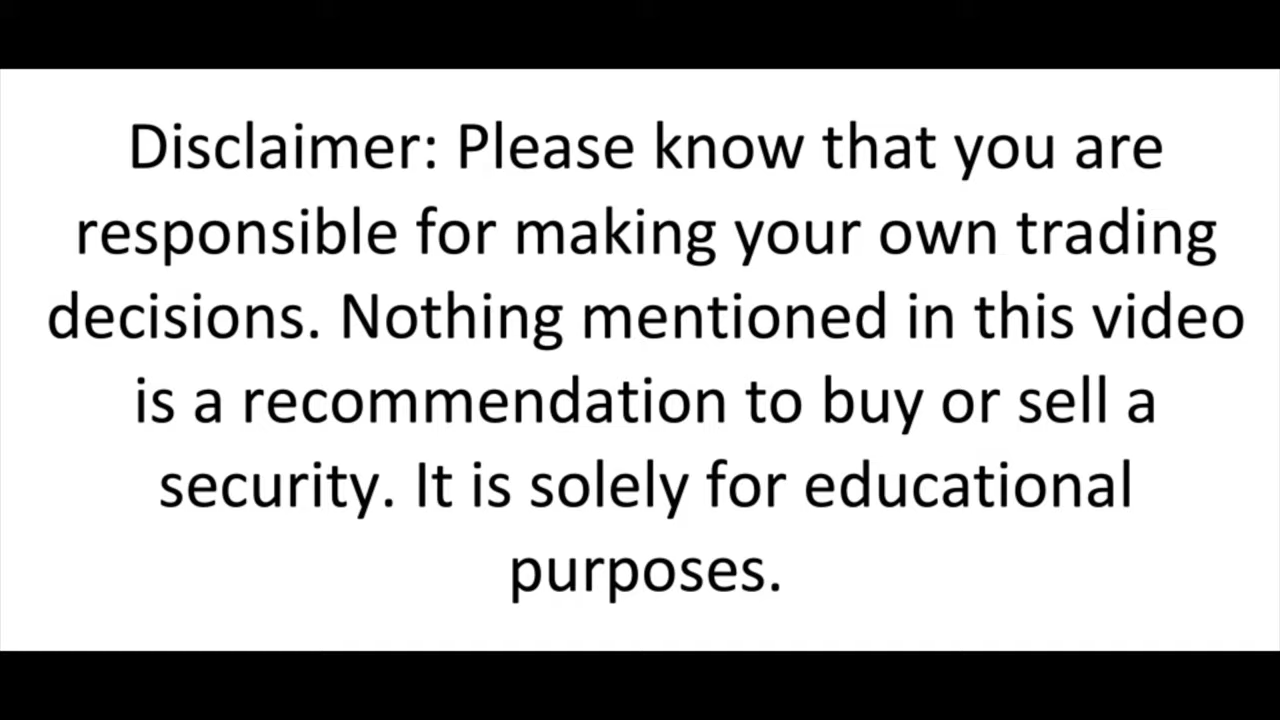 Disclaimer: Please know that you are
responsible for making your own trading
decisions. Nothing mentioned in this video
is a recommendation to buy or sell a
security. It is solely for educational
purposes.